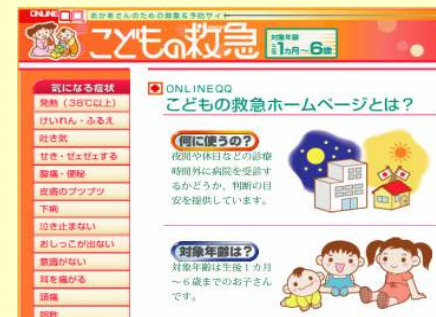 ONLINE
おかあさんのための救急＆予防サイト
こどもの救急
対象年齢
生後1ヵ月～6歳
気になる症状
発熱（38℃以上）
けいれん・ふるえ
吐き気
せき・ゼェゼェする
腹痛・便秘
皮膚のブツブツ
下痢
泣き止まない
おしっこが出ない
意識がない
耳を痛がる
頭痛
ONLINEQQ
こどもの救急ホームページとは？
何に使うの？
夜間や休日などの診療
時間外に病院を受診す
るかどうか、判断の目
安を提供しています。
対象年齢は？
対象年齢は生後1カ月
～6歳までのお子さん
です。